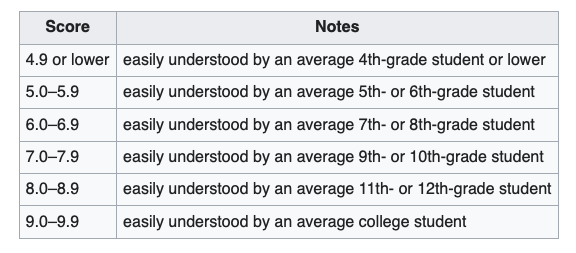 Score Notes
4.9 or lower easily understood by an average 4th-grade student or lower
5.0–5.9 easily understood by an average 5th- or 6th-grade student
6.0–6.9 easily understood by an average 7th- or 8th-grade student
7.0–7.9 easily understood by an average 9th- or 10th-grade student
8.0–8.9 easily understood by an average 11th- or 12th-grade student
9.0–9.9 easily understood by an average college student